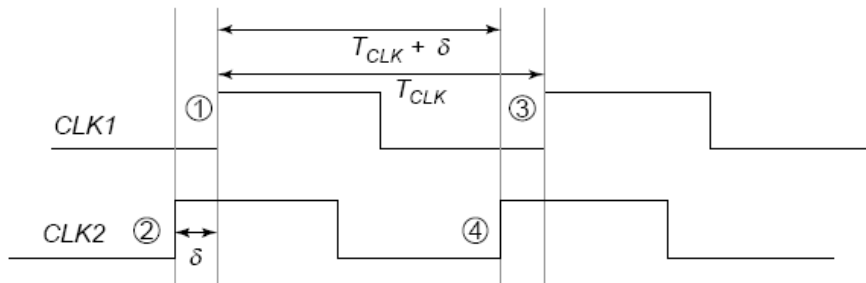 T_CLK + δ
T_CLK
① ③
CLK1
CLK2 ② δ ④